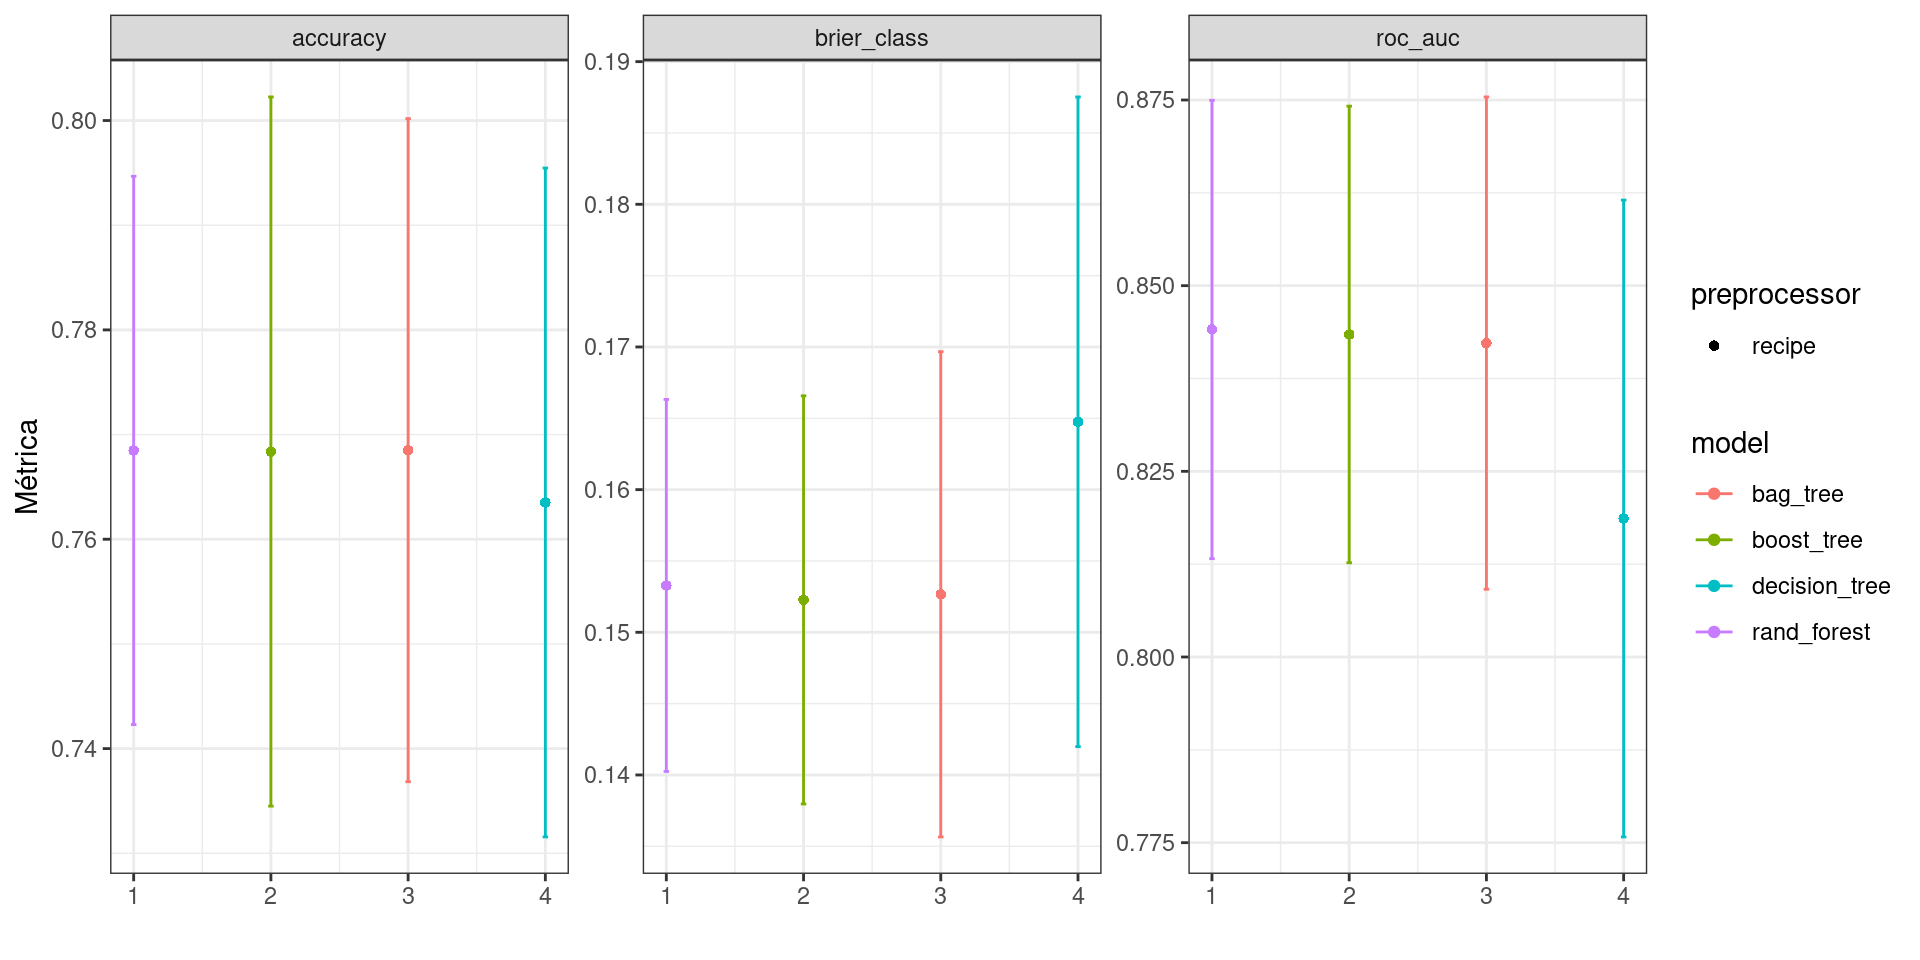 accuracy
brier_class
roc_auc
Métrica
0.80
0.78
0.76
0.74
1 2 3 4
0.19
0.18
0.17
0.16
0.15
0.14
1 2 3 4
0.875
0.850
0.825
0.800
0.775
1 2 3 4
preprocessor
recipe
model
bag_tree
boost_tree
decision_tree
rand_forest